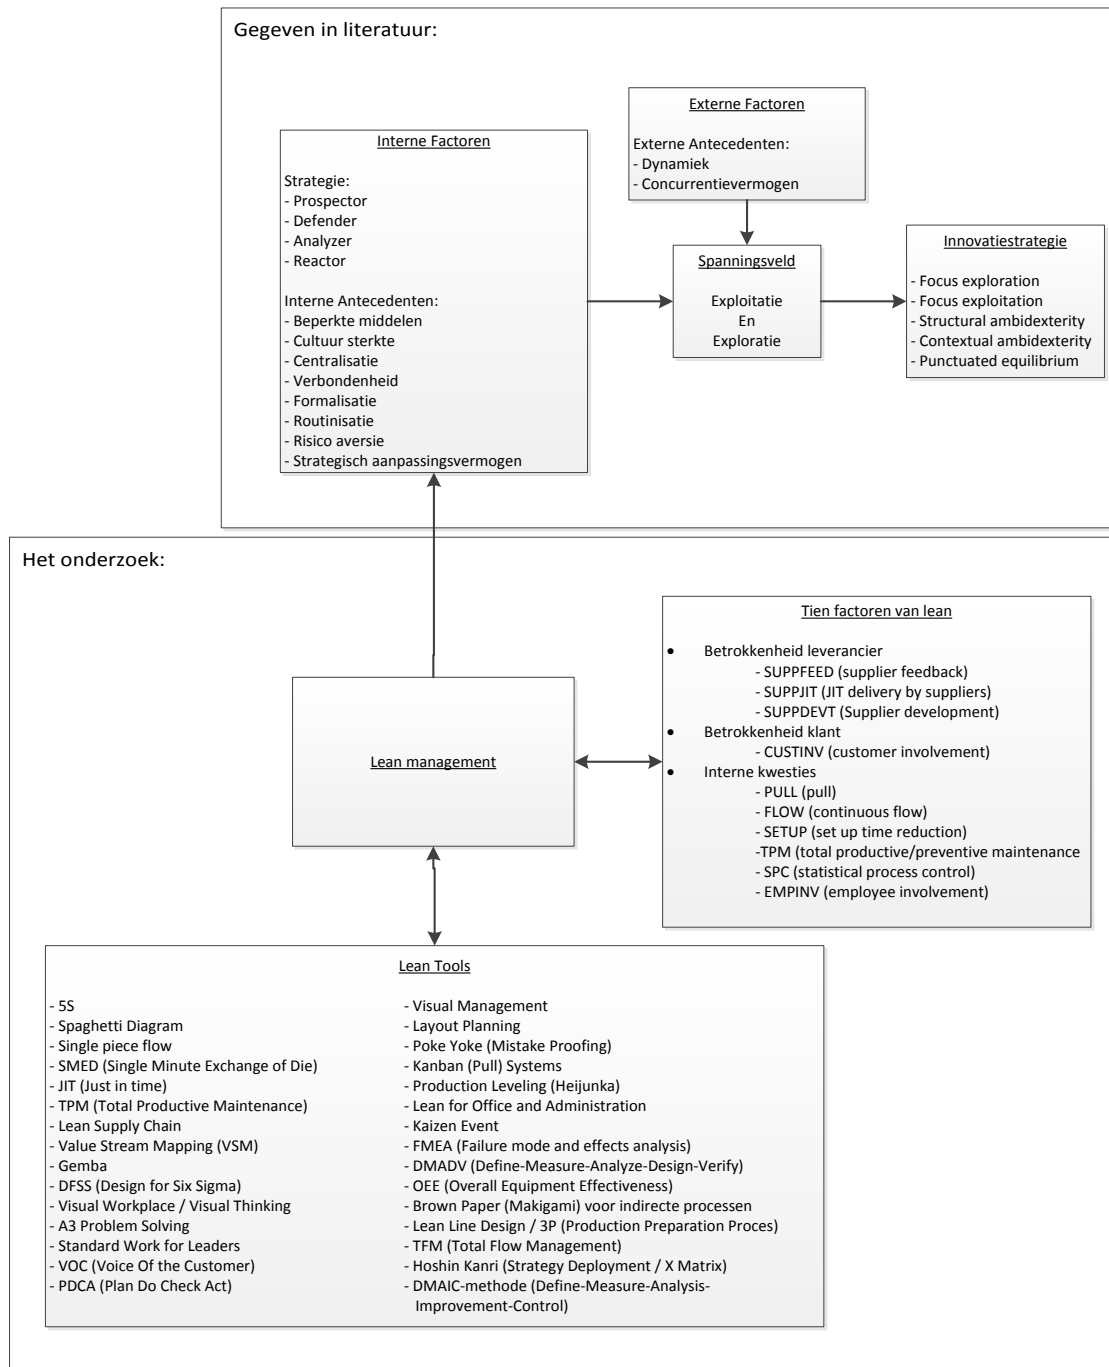 Gegeven in literatuur:
Externe Factoren
Externe Antecedenten:
- Dynamiek
- Concurrentievermogen
Interne Factoren
Strategie:
- Prospector
- Defender
- Analyzer
- Reactor
Interne Antecedenten:
- Beperkte middelen
- Cultuur sterkte
- Centralisatie
- Verbondenheid
- Formalisatie
- Routinisatie
- Risico aversie
- Strategisch aanpassingsvermogen
Spanningsveld
Exploitatie
En
Exploratie
Innovatiestrategie
- Focus exploration
- Focus exploitation
- Structural ambidexterity
- Contextual ambidexterity
- Punctuated equilibrium
Het onderzoek:
Tien factoren van lean
• Betrokkenheid leverancier
- SUPPFEED (supplier feedback)
- SUPPJIT (JIT delivery by suppliers)
- SUPPDEVT (Supplier development)
• Betrokkenheid klant
- CUSTINV (customer involvement)
• Interne kwesties
- PULL (pull)
- FLOW (continuous flow)
- SETUP (set up time reduction)
-TPM (total productive/preventive maintenance
- SPC (statistical process control)
- EMPINV (employee involvement)
Lean management
Lean Tools
- 5S
- Spaghetti Diagram
- Single piece flow
- SMED (Single Minute Exchange of Die)
- JIT (Just in time)
- TPM (Total Productive Maintenance)
- Lean Supply Chain
- Value Stream Mapping (VSM)
- Gemba
- DFSS (Design for Six Sigma)
- Visual Workplace / Visual Thinking
- A3 Problem Solving
- Standard Work for Leaders
- VOC (Voice Of the Customer)
- PDCA (Plan Do Check Act)
- Visual Management
- Layout Planning
- Poke Yoke (Mistake Proofing)
- Kanban (Pull) Systems
- Production Leveling (Heijunka)
- Lean for Office and Administration
- Kaizen Event
- FMEA (Failure mode and effects analysis)
- DMADV (Define-Measure-Analyze-Design-Verify)
- OEE (Overall Equipment Effectiveness)
- Brown Paper (Makigami) voor indirecte processen
- Lean Line Design / 3P (Production Preparation Proces)
- TFM (Total Flow Management)
- Hoshin Kanri (Strategy Deployment / X Matrix)
- DMAIC-methode (Define-Measure-Analysis-
Improvement-Control)